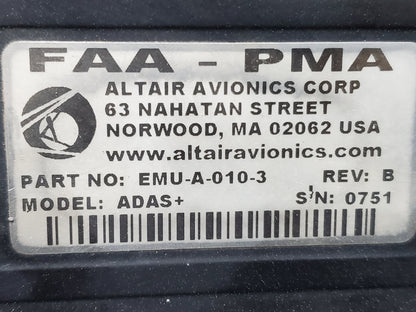 FAA - PMA
ALTAIR AVIONICS CORP
63 NAHATAN STREET
NORWOOD, MA 02062 USA
www.altairavionics.com
PART NO: EMU-A-010-3 REV: B
MODEL: ADAS+ S/N: 0751